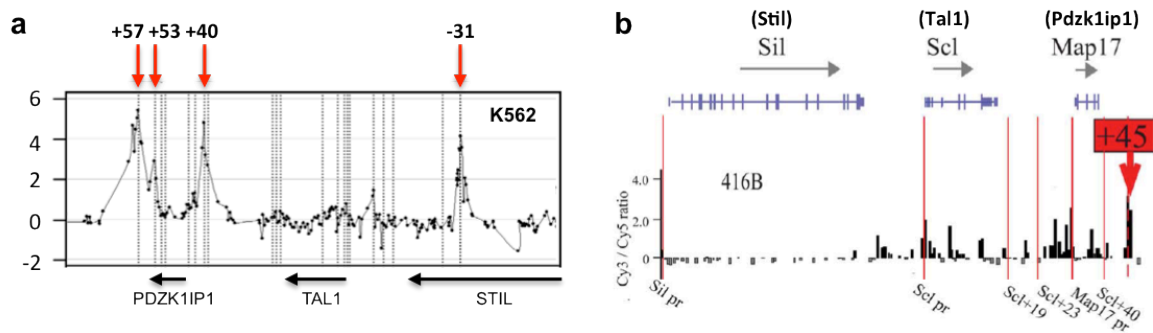 a
+57 +53 +40 -31
6
4
2
0
-2
K562
PDZK1IP1 TAL1 STIL
b
(Stil) (Tal1) (Pdzk1ip1)
Sil Scl Map17
+45
416B
Cy3 / Cy5 ratio
4.0
2.0
0
Sil pr
Scl pr
Scl+19
Scl+23
Map17 pr
Scl+40